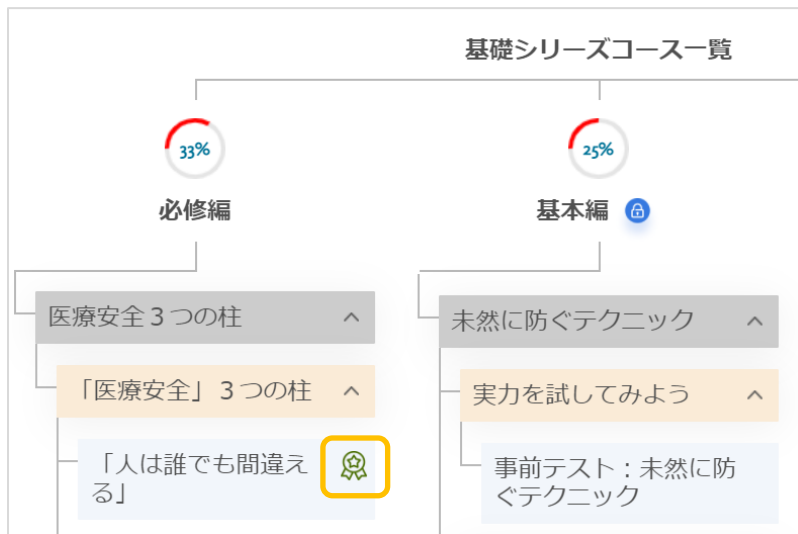 基礎シリーズコース一覧
33%
25%
必修編
基本編
医療安全３つの柱
未然に防ぐテクニック
「医療安全」３つの柱
実力を試してみよう
「人は誰でも間違え
る」
事前テスト：未然に防
ぐテクニック